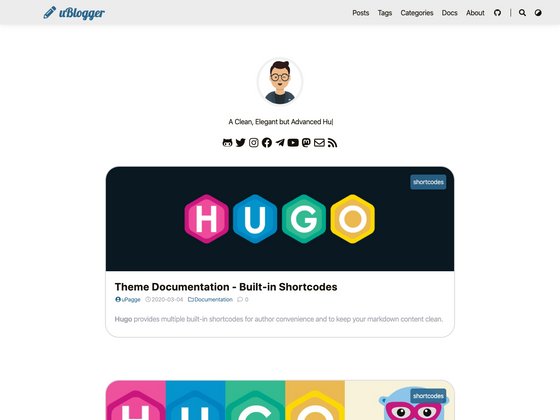 uBlogger
Posts Tags Categories Docs About
A Clean, Elegant but Advanced Hu|
shortcodes
HUGO
Theme Documentation - Built-in Shortcodes
uPagge 2020-03-04 Documentation 6
Hugo provides multiple built-in shortcodes for author convenience and to keep your markdown content clean.
shortcodes
HUGO